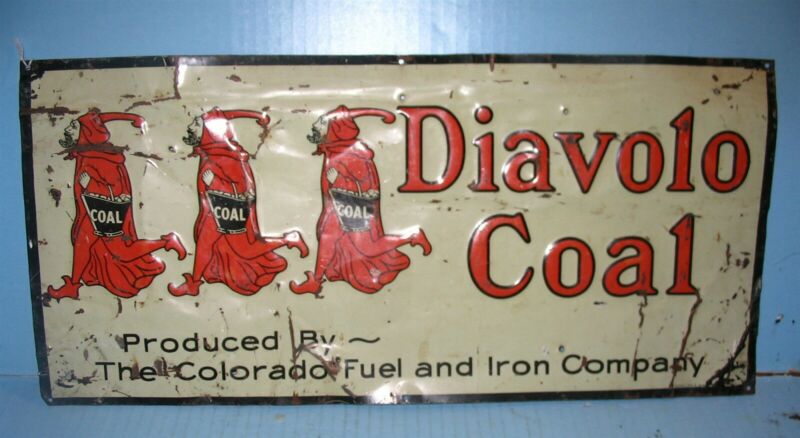 Diavolo
Coal
COAL COAL COAL
Produced By ~
The Colorado Fuel and Iron Company